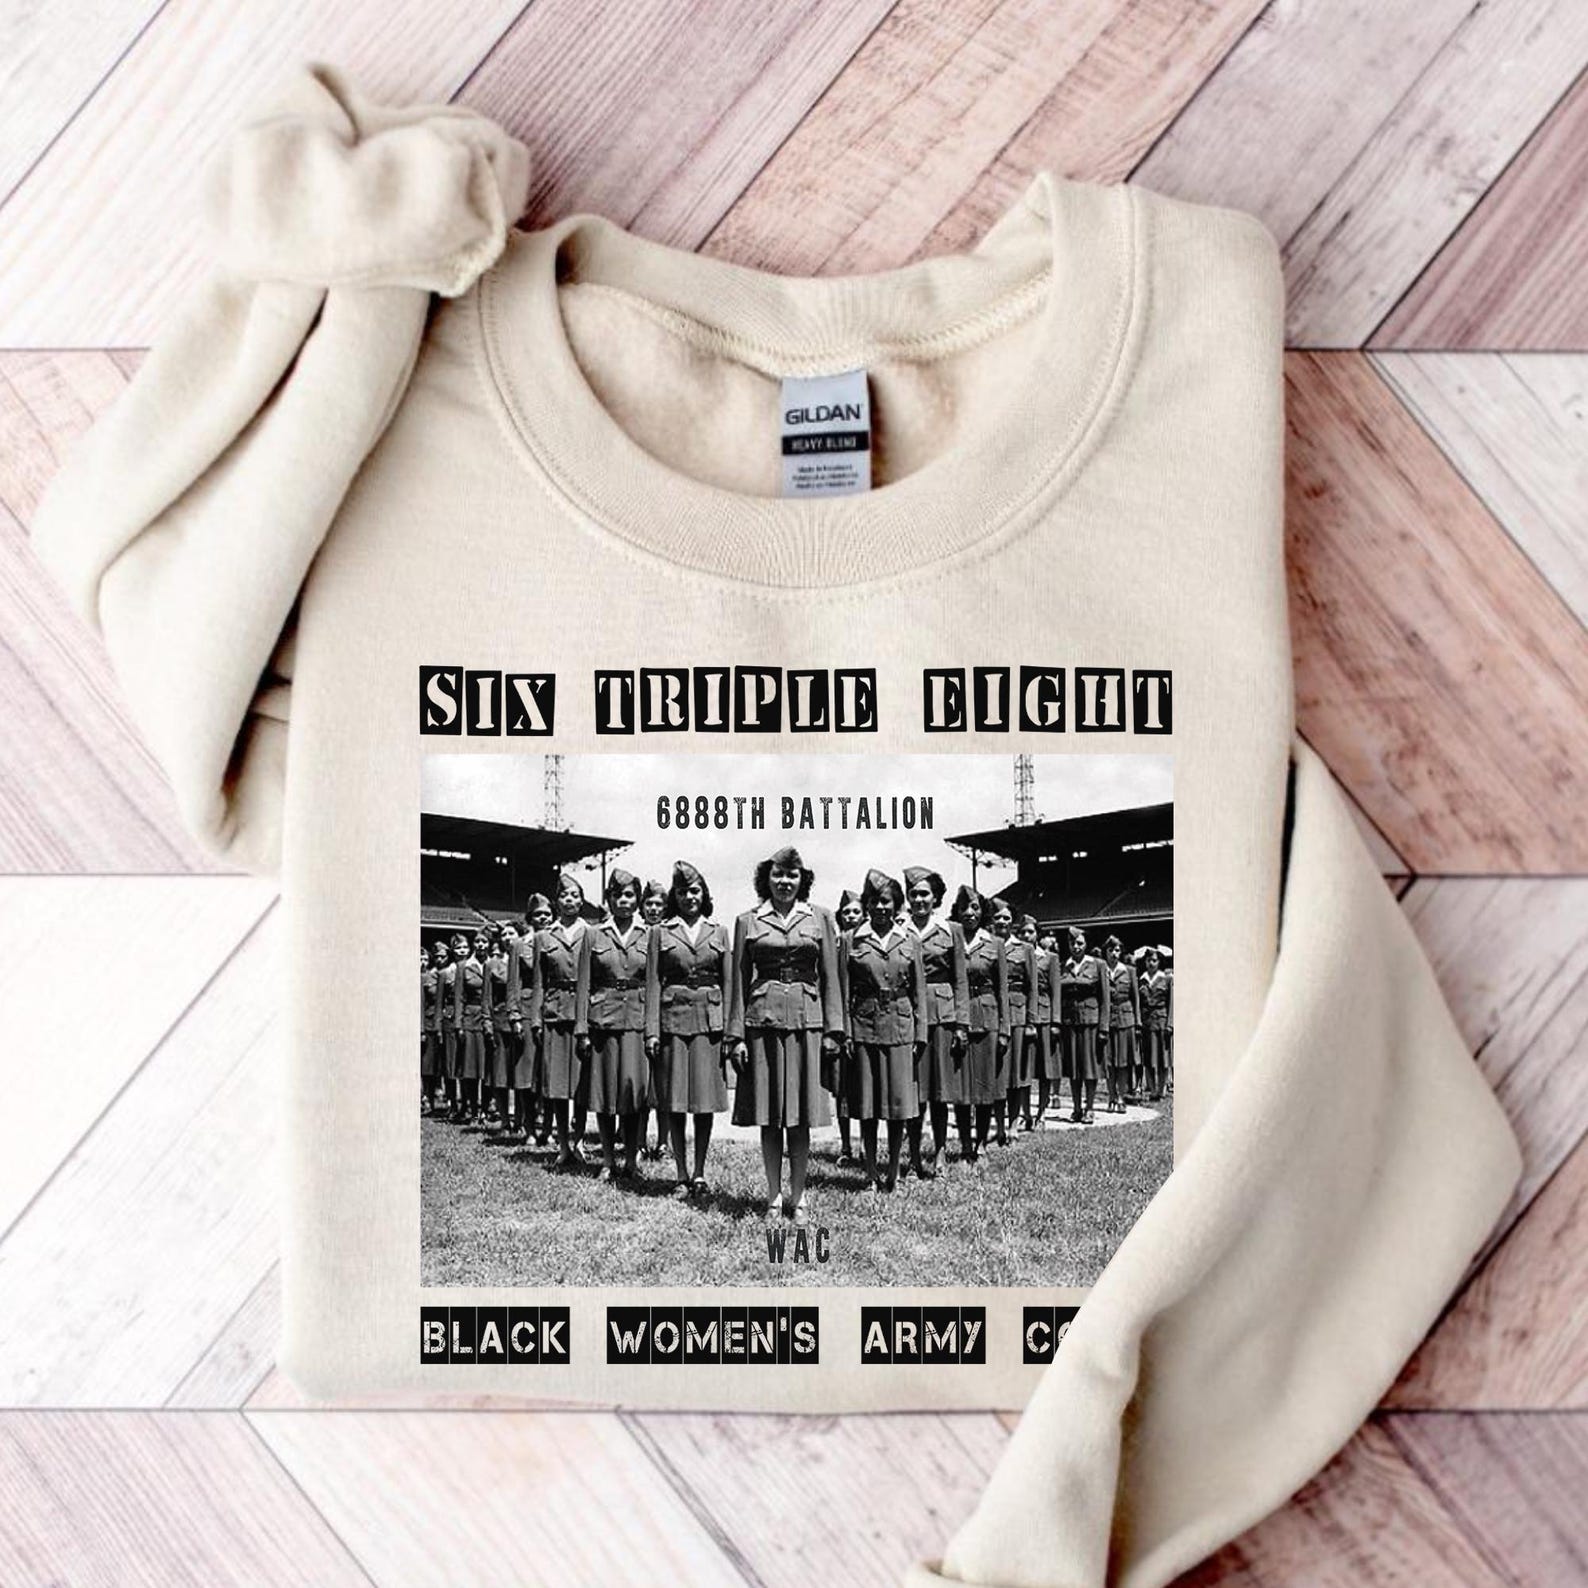 GILDAN
HEAVY BLEND
SIX TRIPLE EIGHT
6888TH BATTALION
WAC
BLACK WOMEN'S ARMY